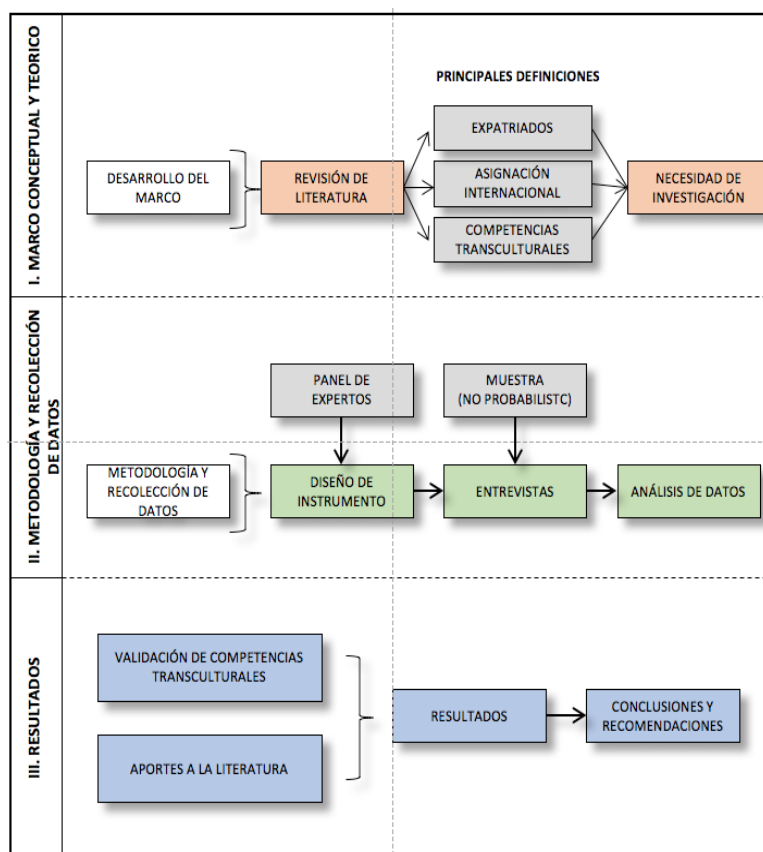 I. MARCO CONCEPTUAL Y TEORICO
PRINCIPALES DEFINICIONES
DESARROLLO DEL
MARCO
REVISIÓN DE
LITERATURA
EXPATRIADOS
ASIGNACIÓN
INTERNACIONAL
COMPETENCIAS
TRANSCULTURALES
NECESIDAD DE
INVESTIGACIÓN
II. METODOLOGÍA Y RECOLECCIÓN
DE DATOS
PANEL DE
EXPERTOS
MUESTRA
(NO PROBABILISTC)
METODOLOGÍA Y
RECOLECCIÓN DE
DATOS
DISEÑO DE
INSTRUMENTO
ENTREVISTAS
ANÁLISIS DE DATOS
III. RESULTADOS
VALIDACIÓN DE COMPETENCIAS
TRANSCULTURALES
APORTES A LA LITERATURA
RESULTADOS
CONCLUSIONES Y
RECOMENDACIONES